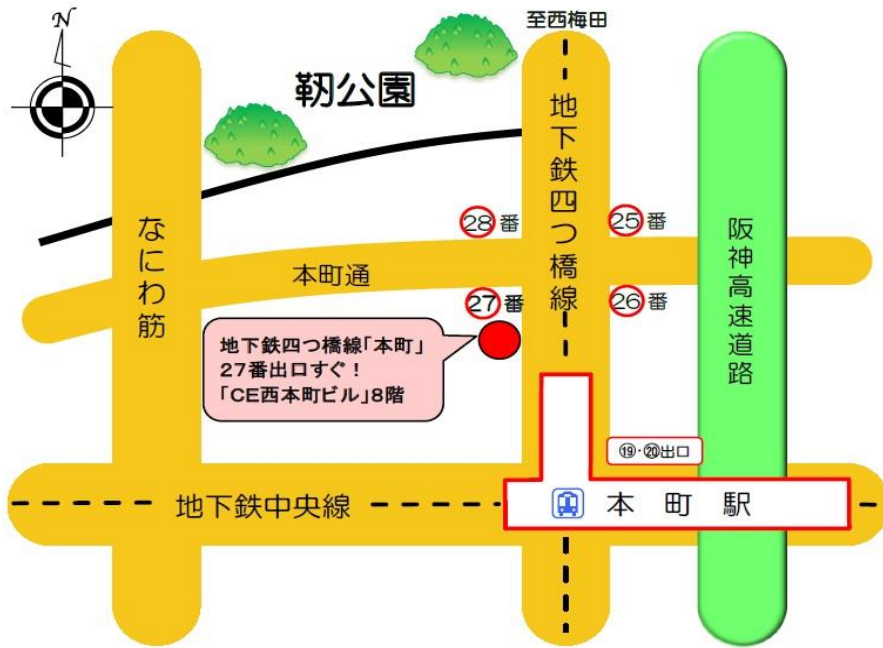 N
至西梅田
靭公園
地下鉄四つ橋線
なにわ筋
28番
25番
阪神高速道路
本町通
27番
26番
地下鉄四つ橋線「本町」
27番出口すぐ！
「CE西本町ビル」8階
⑲・⑳出口
地下鉄中央線
本町駅